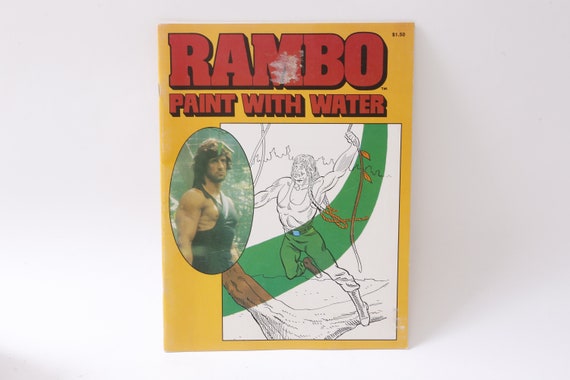 $1.50
RAMBO
TM
PAINT WITH WATER